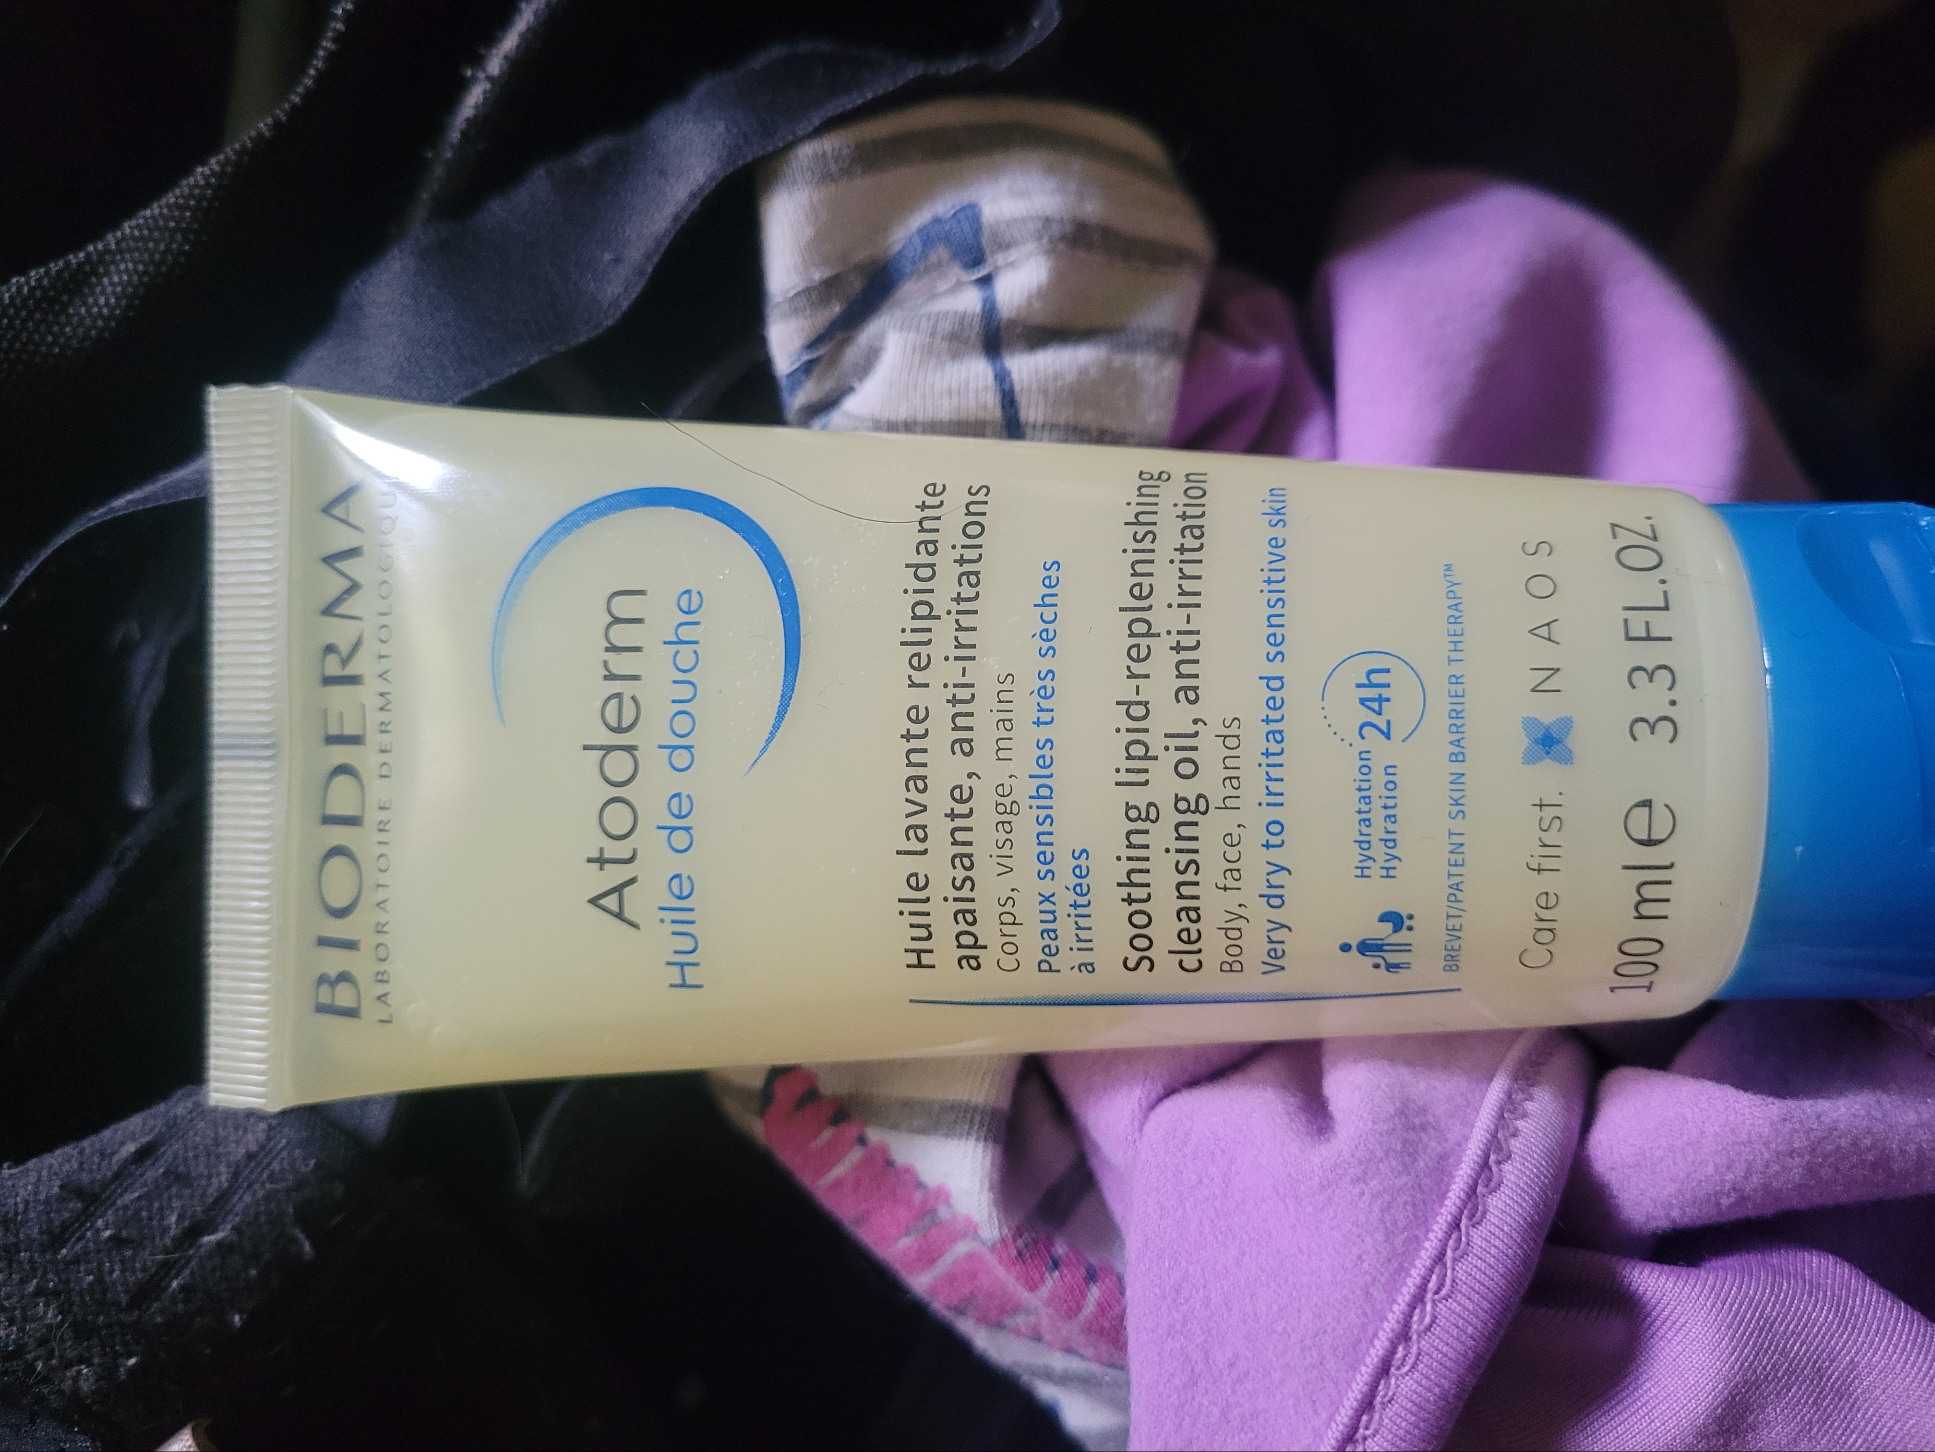 BIODERMA
LABORATOIRE DERMATOLOGIQUE
Atoderm
Huile de douche
Huile lavante relipidante
apaisante, anti-irritations
Corps, visage, mains
Peaux sensibles très sèches
à irritées
Soothing lipid-replenishing
cleansing oil, anti-irritation
Body, face, hands
Very dry to irritated sensitive skin
Hydratation
Hydration 24h
BREVET/PATENT SKIN BARRIER THERAPY™
Care first. NAOS
100 ml e 3.3 FL.OZ.